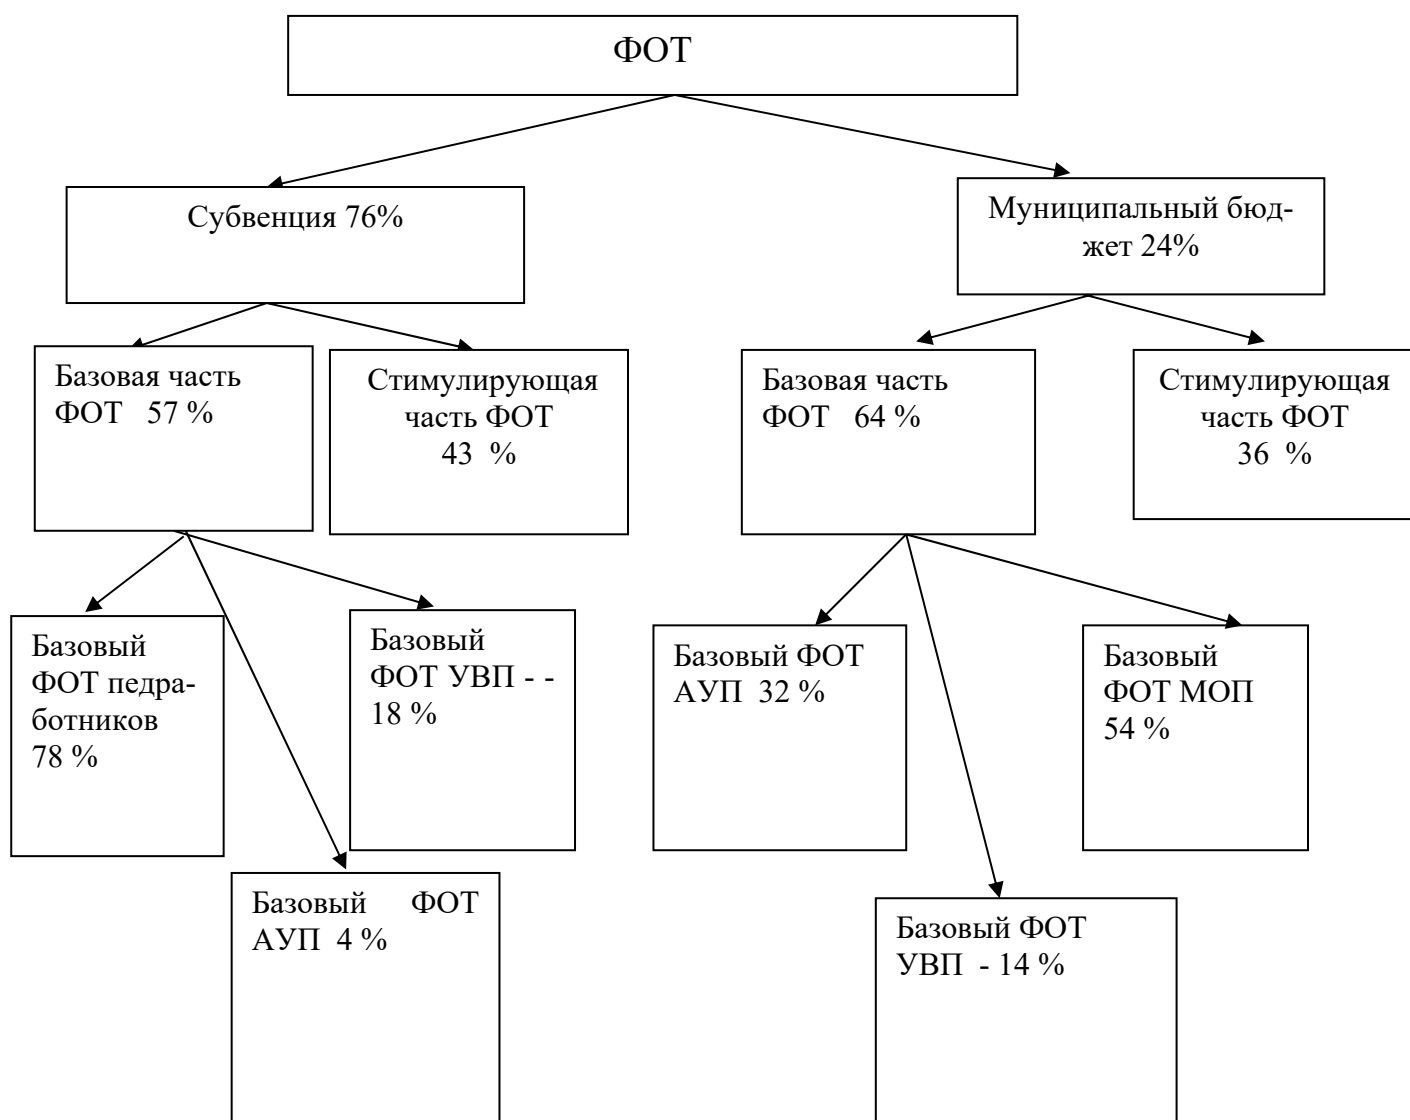 ФОТ
Субвенция 76%
Муниципальный бюд-
жет 24%
Базовая часть
ФОТ 57 %
Стимулирующая
часть ФОТ
43 %
Базовая часть
ФОТ 64 %
Стимулирующая
часть ФОТ
36 %
Базовый
ФОТ педра-
ботников
78 %
Базовый
ФОТ УВП - -
18 %
Базовый ФОТ
АУП 32 %
Базовый
ФОТ МОП
54 %
Базовый ФОТ
АУП 4 %
Базовый ФОТ
УВП - 14 %